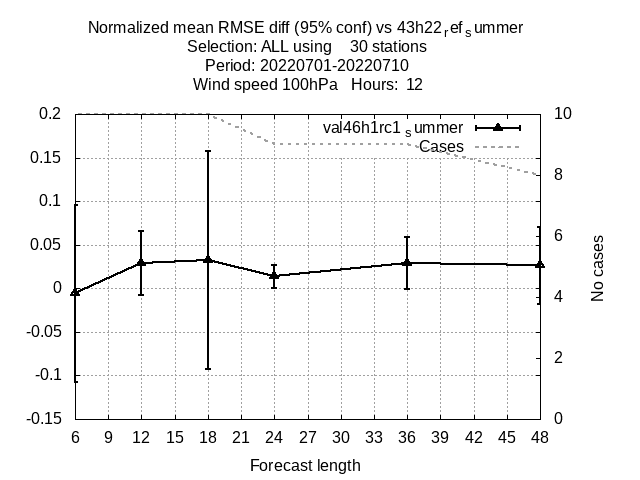 Normalized mean RMSE diff (95% conf) vs 43h22ref summer
Selection: ALL using 30 stations
Period: 20220701-20220710
Wind speed 100hPa Hours: 12
val46h1rc1summer
Cases
0.2
0.15
0.1
0.05
0
-0.05
-0.1
-0.15
10
8
6
4
2
0
No cases
6 9 12 15 18 21 24 27 30 33 36 39 42 45 48
Forecast length